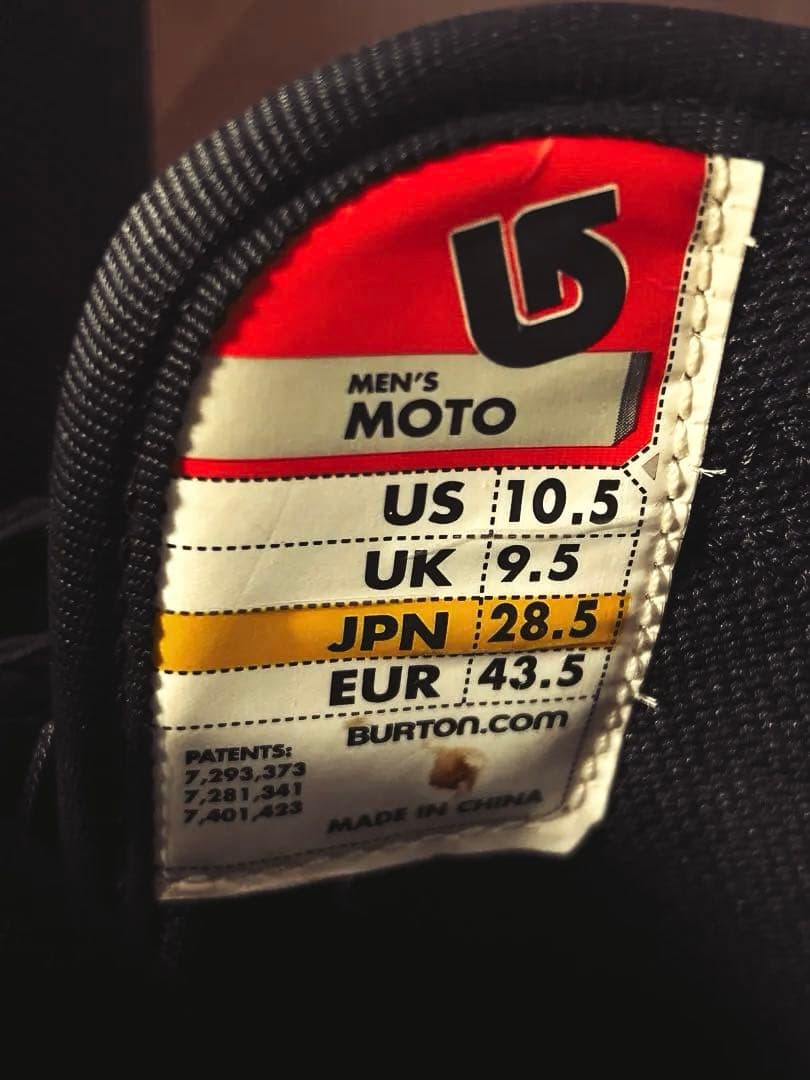 MEN'S
MOTO
US 10.5
UK 9.5
JPN 28.5
EUR 43.5
BURTON.COM
PATENTS:
7,293,373
7,281,341
7,401,423
MADE IN CHINA